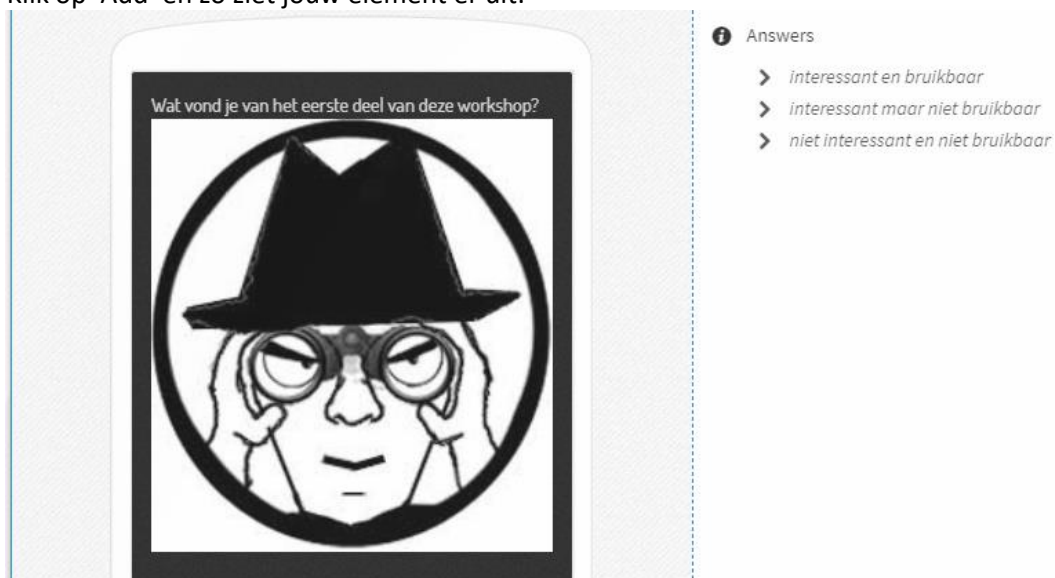 Klik op 'Add' en zo ziet jouw element er uit:
Wat vond je van het eerste deel van deze workshop?
Answers
interessant en bruikbaar
interessant maar niet bruikbaar
niet interessant en niet bruikbaar